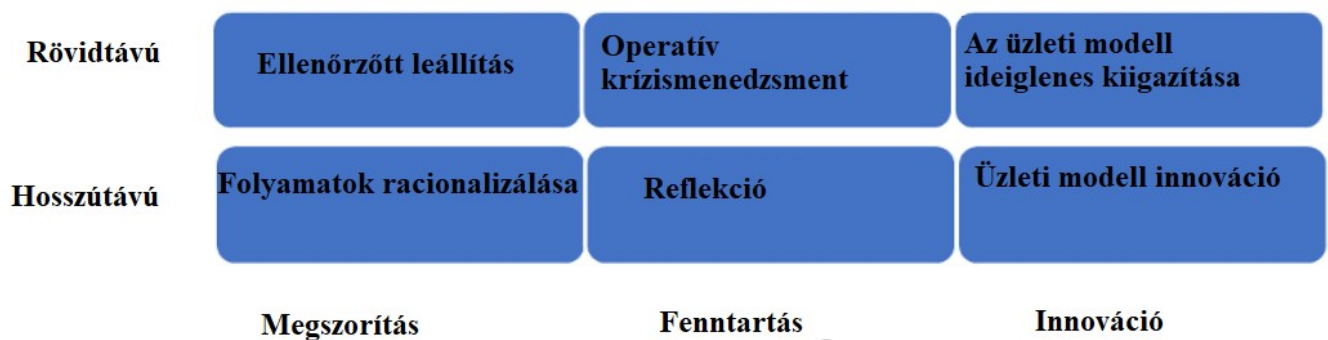 Rövidtávú
Ellenőrzőtt leállítás
Operatív
krízismenedzsment
Az üzleti modell
ideiglenes kiigazítása
Hosszútávú
Folyamatok racionalizálása
Reflekció
Üzleti modell innováció
Megszorítás
Fenntartás
Innováció